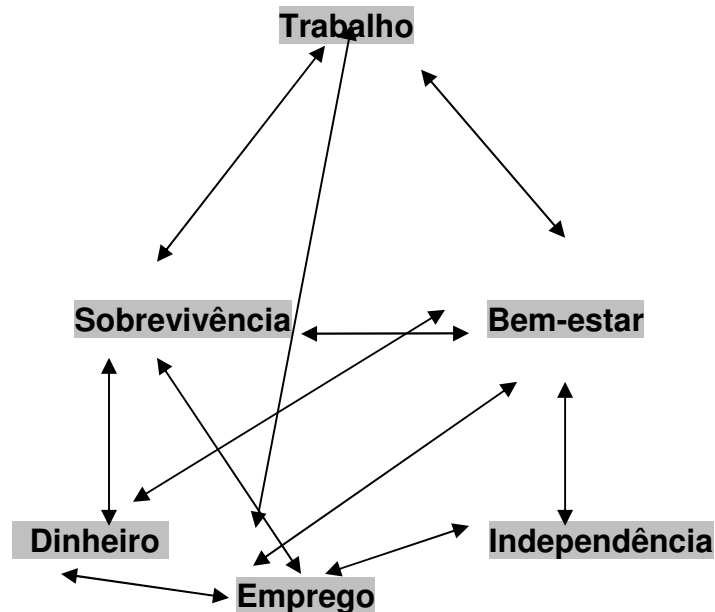 Trabalho
Sobrevivência
Bem-estar
Dinheiro
Independência
Emprego